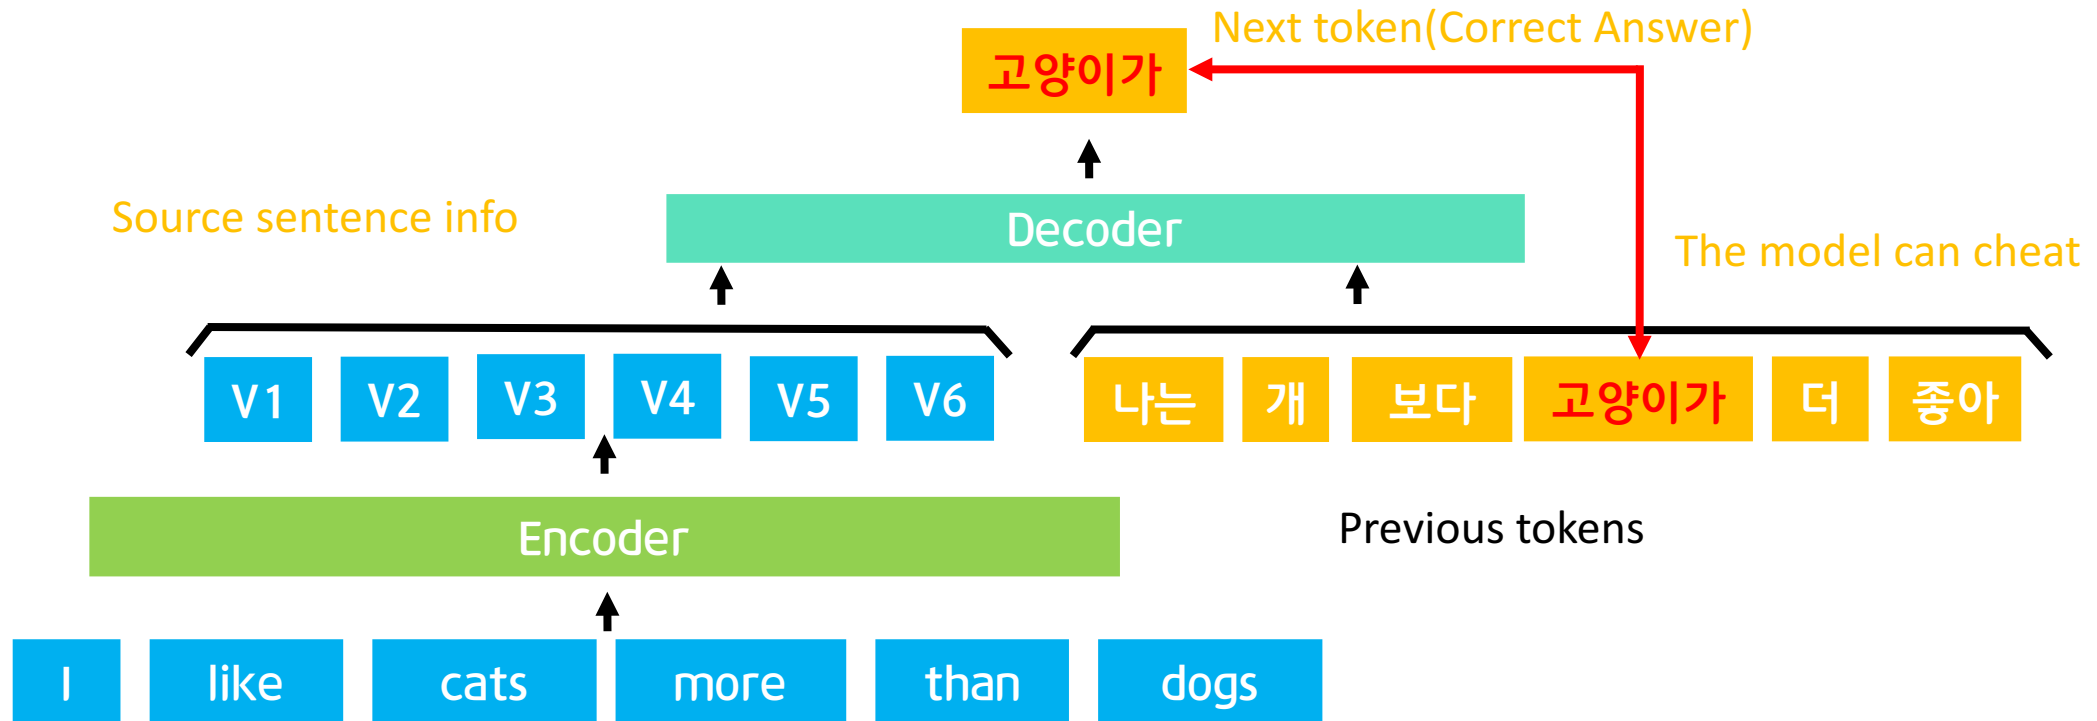 Next token(Correct Answer)
고양이가
Source sentence info
Decoder
The model can cheat
V1 V2 V3 V4 V5 V6
나는 개 보다 고양이가 더 좋아
Encoder
Previous tokens
I like cats more than dogs